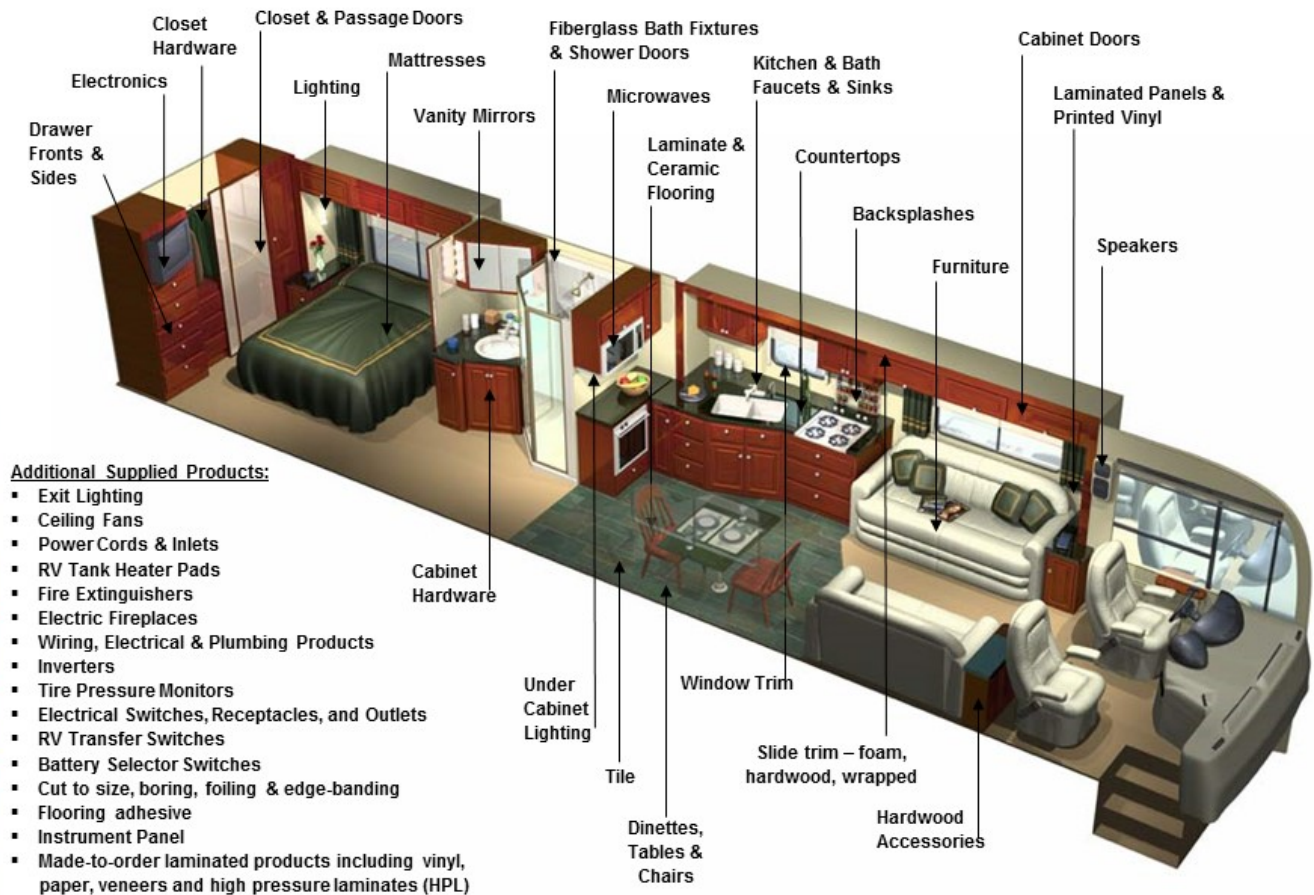 Closet
Hardware
Closet & Passage Doors
Fiberglass Bath Fixtures
& Shower Doors
Cabinet Doors
Electronics
Lighting
Mattresses
Kitchen & Bath
Faucets & Sinks
Microwaves
Laminated Panels &
Printed Vinyl
Drawer
Fronts &
Sides
Vanity Mirrors
Laminate &
Ceramic
Flooring
Countertops
Backsplashes
Speakers
Furniture
Additional Supplied Products:
▪ Exit Lighting
▪ Ceiling Fans
▪ Power Cords & Inlets
▪ RV Tank Heater Pads
▪ Fire Extinguishers
▪ Electric Fireplaces
▪ Wiring, Electrical & Plumbing Products
▪ Inverters
▪ Tire Pressure Monitors
▪ Electrical Switches, Receptacles, and Outlets
▪ RV Transfer Switches
▪ Battery Selector Switches
▪ Cut to size, boring, foiling & edge-banding
▪ Flooring adhesive
▪ Instrument Panel
▪ Made-to-order laminated products including vinyl,
paper, veneers and high pressure laminates (HPL)
Cabinet
Hardware
Under
Cabinet
Lighting
Tile
Window Trim
Dinettes,
Tables &
Chairs
Slide trim – foam,
hardwood, wrapped
Hardwood
Accessories